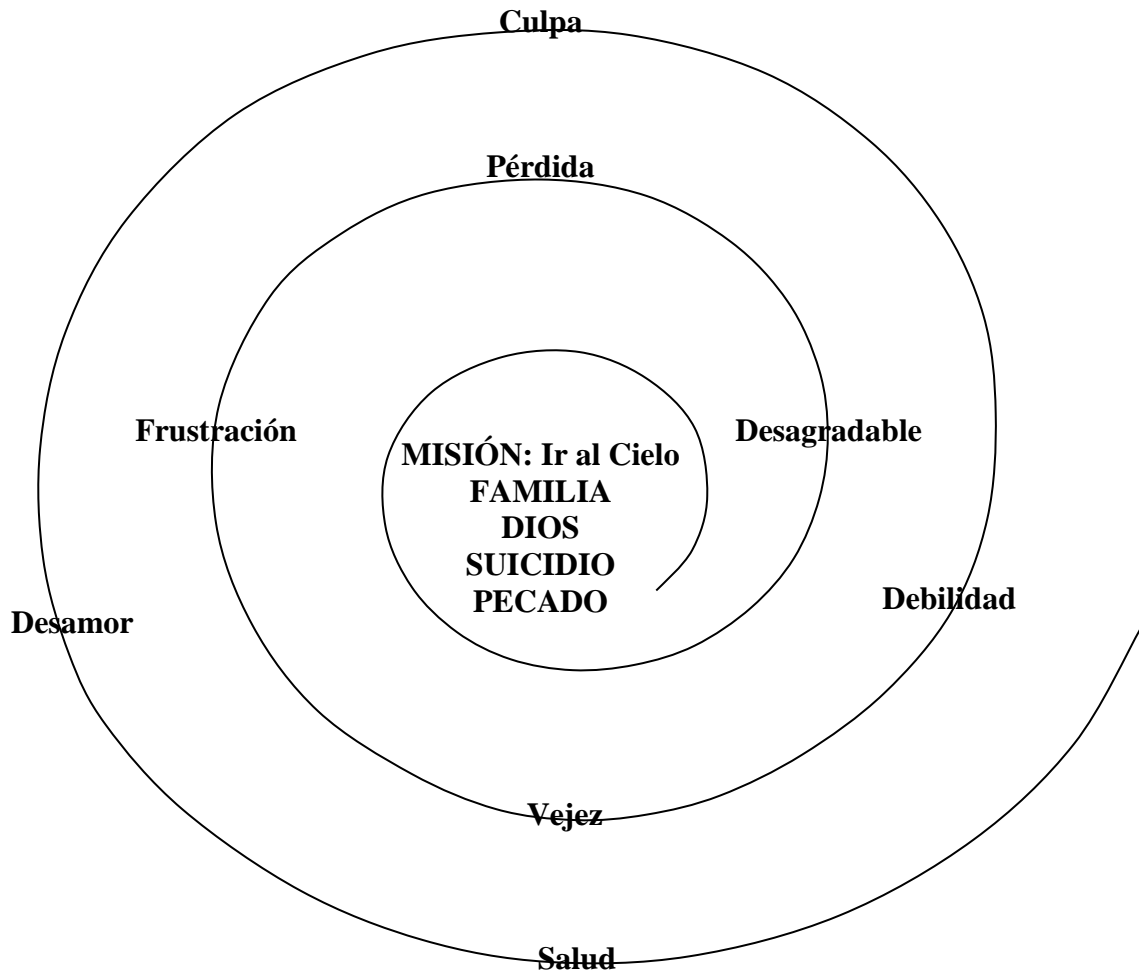 Culpa
Pérdida
Frustración
Desagradable
MISIÓN: Ir al Cielo
FAMILIA
DIOS
SUICIDIO
PECADO
Debilidad
Desamor
Vejez
Salud